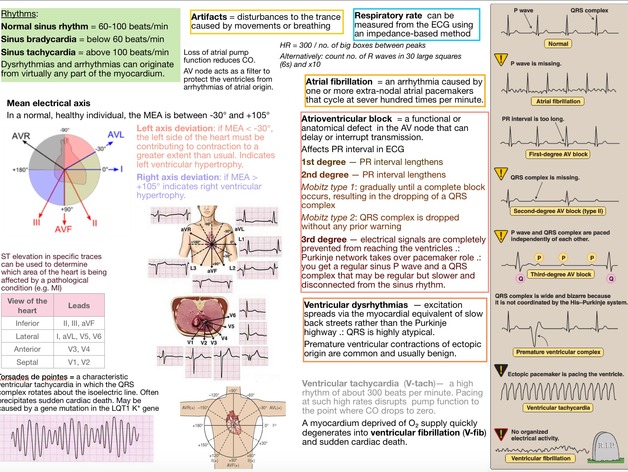 Rhythms:
Normal sinus rhythm = 60-100 beats/min
Sinus bradycardia = below 60 beats/min
Sinus tachycardia = above 100 beats/min
Dysrhythmias and arrhythmias can originate
from virtually any part of the myocardium.
Artifacts = disturbances to the trance
caused by movements or breathing
Respiratory rate can be
measured from the ECG using
an impedance-based method
Loss of atrial pump
function reduces CO.
AV node acts as a filter to
protect the ventricles from
arrhythmias of atrial origin.
HR = 300 / no. of big boxes between peaks
Alternatively: count no. of R waves in 30 large squares
(6s) and x10
Mean electrical axis
In a normal, healthy individual, the MEA is between -30° and +105°
AVR
-90°
AVL
-30°
+180°
0°
I
+90°
III
AVF
II
Left axis deviation: if MEA < -30°,
the left side of the heart must be
contributing to contraction to a
greater extent than usual. Indicates
left ventricular hypertrophy.
Right axis deviation: if MEA >
+105° indicates right ventricular
hypertrophy.
ST elevation in specific traces
can be used to determine
which area of the heart is being
affected by a pathological
condition (e.g. MI)
View of the
heart
Leads
Inferior
II, III, aVF
Lateral
I, aVL, V5, V6
Anterior
V3, V4
Septal
V1, V2
Torsades de pointes = a characteristic
ventricular tachycardia in which the QRS
complex rotates about the isoelectric line. Often
precipitates sudden cardiac death. May be
caused by a gene mutation in the LQT1 K⁺ gene
aVR
aVL
L1
L3
L2
aVF
V6
V5
V1 V2 V3 V4
Atrial fibrillation = an arrhythmia caused by
one or more extra-nodal atrial pacemakers
that cycle at sever hundred times per minute.
Atrioventricular block = a functional or
anatomical defect in the AV node that can
delay or interrupt transmission.
Affects PR interval in ECG
1st degree — PR interval lengthens
2nd degree — PR interval lengthens
Mobitz type 1: gradually until a complete block
occurs, resulting in the dropping of a QRS
complex
Mobitz type 2: QRS complex is dropped
without any prior warning
3rd degree — electrical signals are completely
prevented from reaching the ventricles .:
Purkinje network takes over pacemaker role .:
you get a regular sinus P wave and a QRS
complex that may be regular but slower and
disconnected from the sinus rhythm.
Ventricular dysrhythmias — excitation
spreads via the myocardial equivalent of slow
back streets rather than the Purkinje
highway .: QRS is highly atypical.
Premature ventricular contractions of ectopic
origin are common and usually benign.
Ventricular tachycardia (V-tach)— a high
rhythm of about 300 beats per minute. Pacing
at such high rates disrupts pump function to
the point where CO drops to zero.
A myocardium deprived of O₂ supply quickly
degenerates into ventricular fibrillation (V-fib)
and sudden cardiac death.
P wave
QRS complex
Normal
P wave is missing.
Atrial fibrillation
PR interval is too long.
First-degree AV block
QRS complex is missing.
Second-degree AV block (type II)
P wave and QRS complexes are paced
independently of each other.
P
P
P
Q
Q
Third-degree AV block
QRS complex is wide and bizarre because
it is not coordinated by the His–Purkinje system.
Premature ventricular complex
Ectopic pacemaker is pacing the ventricle.
Ventricular tachycardia
No organized
electrical activity.
Ventricular fibrillation
R.I.P.